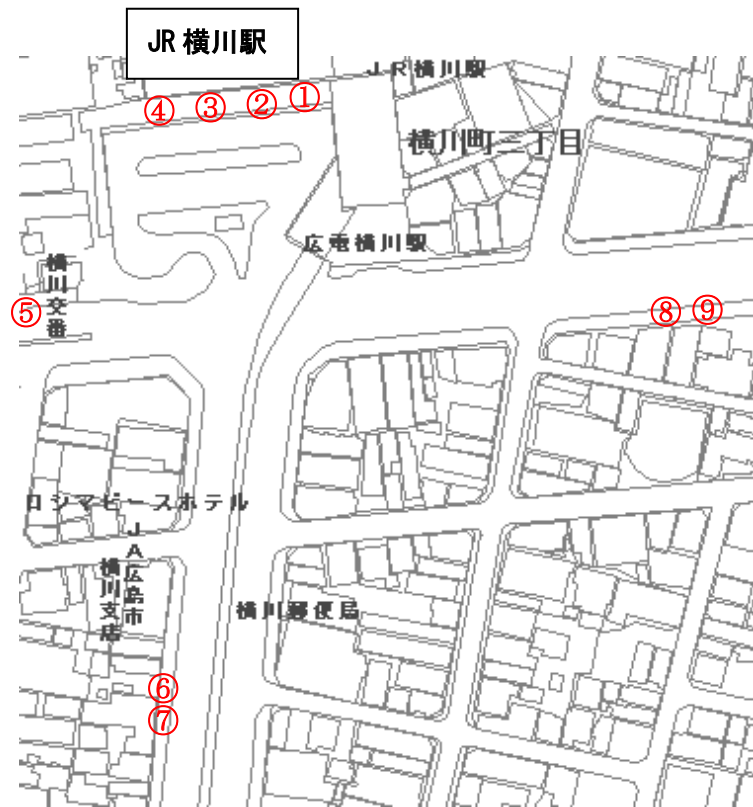 JR 横川駅
JR横川駅
④ ③ ② ①
横川町三丁目
広電横川駅
横川交番
⑤
⑧ ⑨
ロシマピースホテル
JA広島市
横川支店
横川郵便局
⑥
⑦